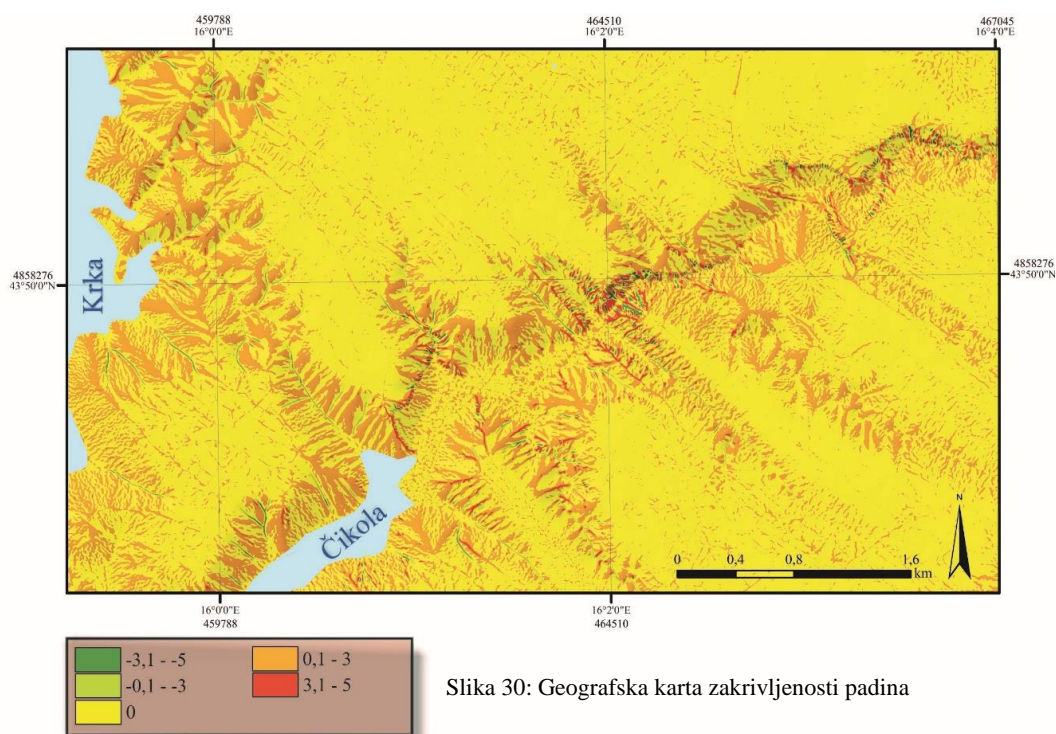 459788
16°0'0"E
464510
16°2'0"E
467045
16°4'0"E
4858276
43°50'0"N
4858276
43°50'0"N
Krka
Čikola
N
0 0,4 0,8 1,6
km
16°0'0"E
459788
16°2'0"E
464510
-3,1 - -5
0,1 - 3
-0,1 - -3
3,1 - 5
0
Slika 30: Geografska karta zakrivljenosti padina